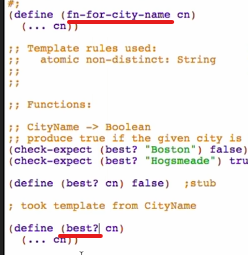 #;
(define (fn-for-city-name cn)
(... cn))
;; Template rules used:
;; atomic non-distinct: String
;;
;;
;; Functions:
;; CityName -> Boolean
;; produce true if the given city is
(check-expect (best? "Boston") false)
(check-expect (best? "Hogsmeade") tru
(define (best? cn) false) ;stub
; took template from CityName
(define (best? cn)
(... cn))